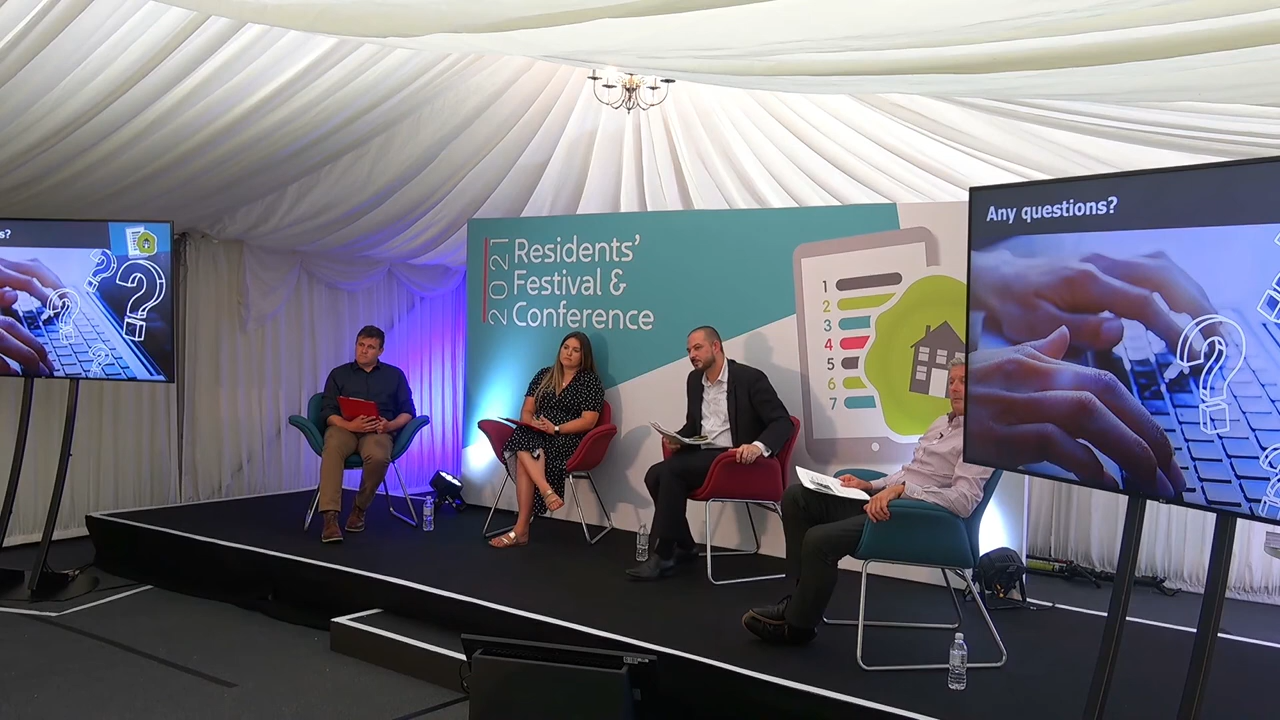 s?
2021
Residents'
Festival &
Conference
1
2
3
4
5
6
7
Any questions?